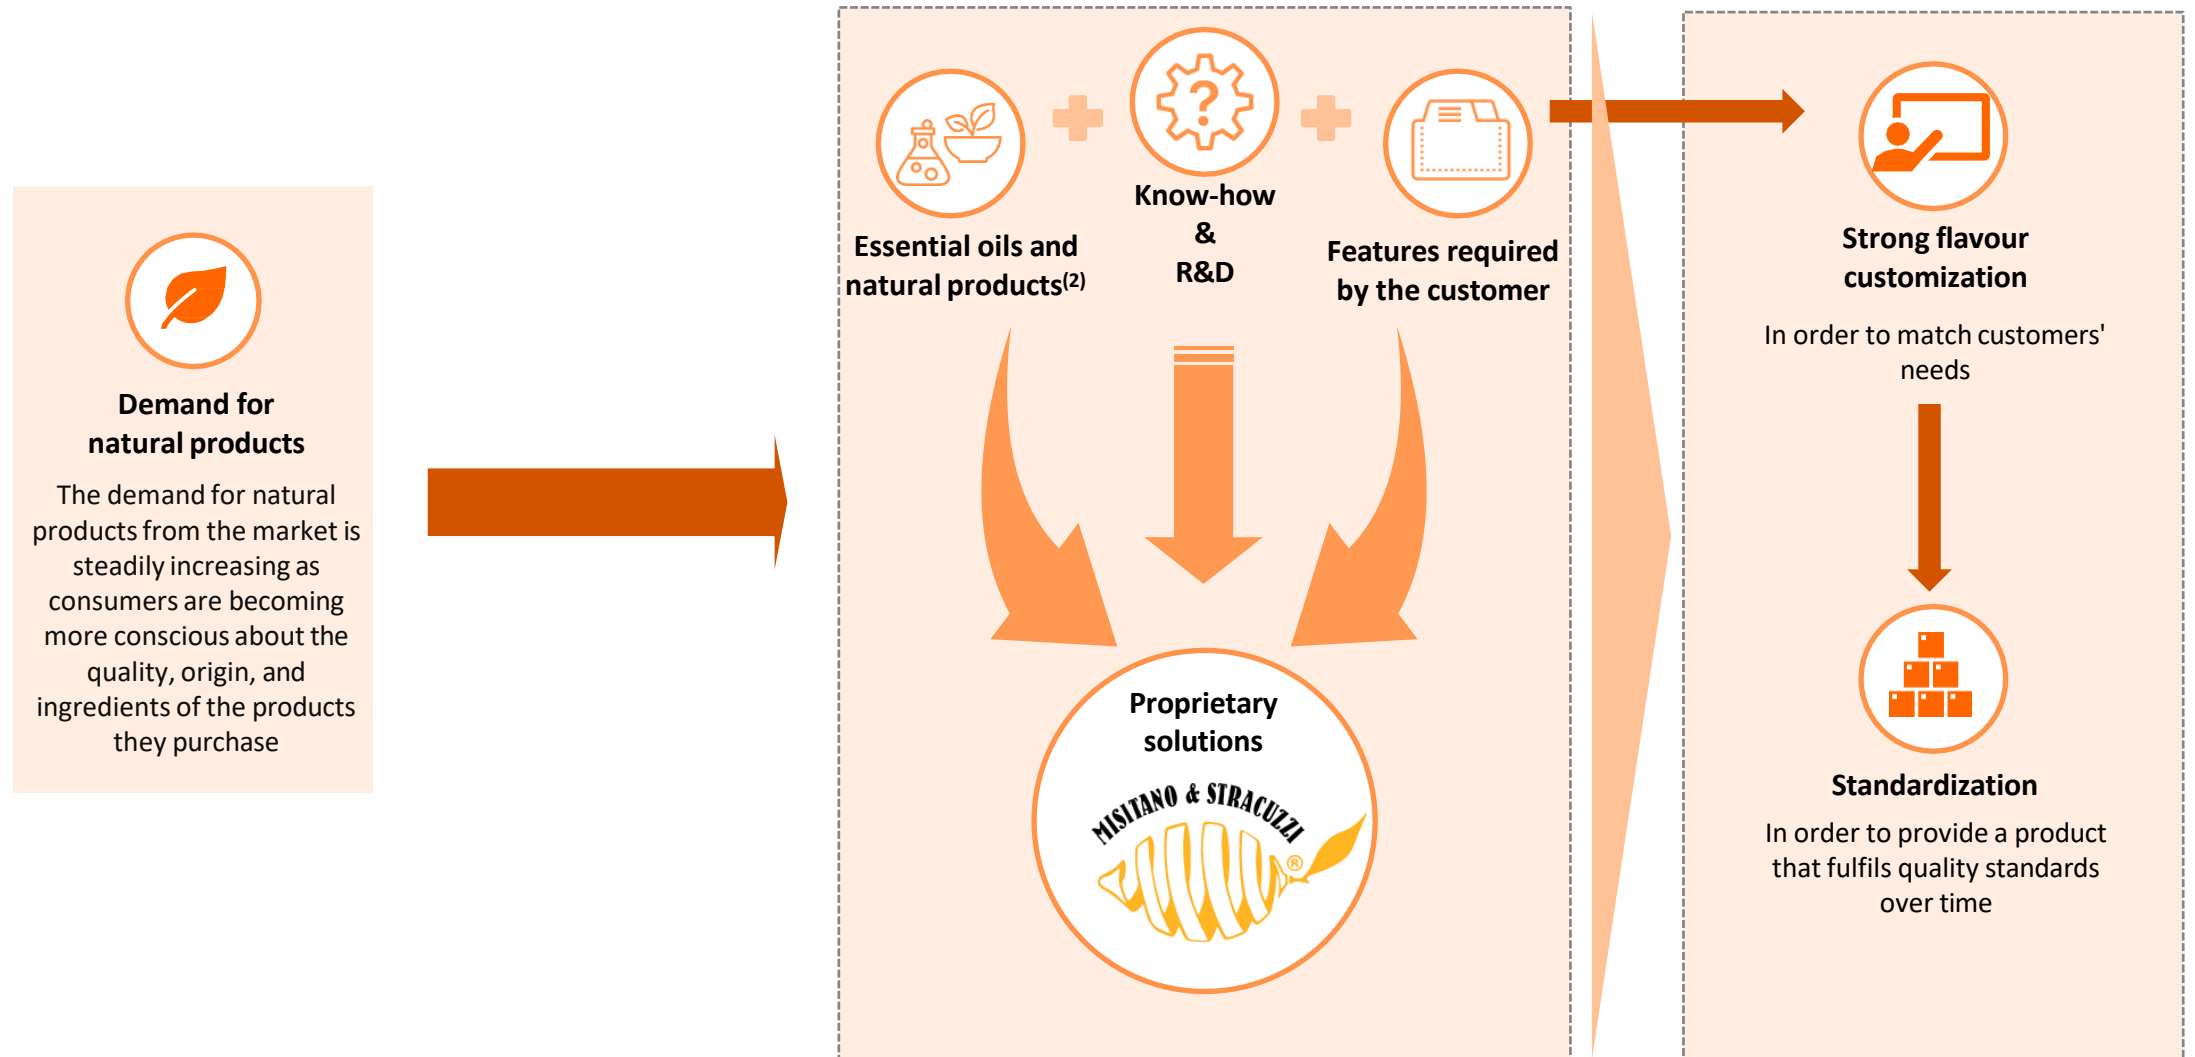 Demand for
natural products
The demand for natural
products from the market is
steadily increasing as
consumers are becoming
more conscious about the
quality, origin, and
ingredients of the products
they purchase
Essential oils and
natural products(2)
?
Know-how
&
R&D
Features required
by the customer
Proprietary
solutions
MISITANO & STRACUZZI
®
Strong flavour
customization
In order to match customers'
needs
Standardization
In order to provide a product
that fulfils quality standards
over time